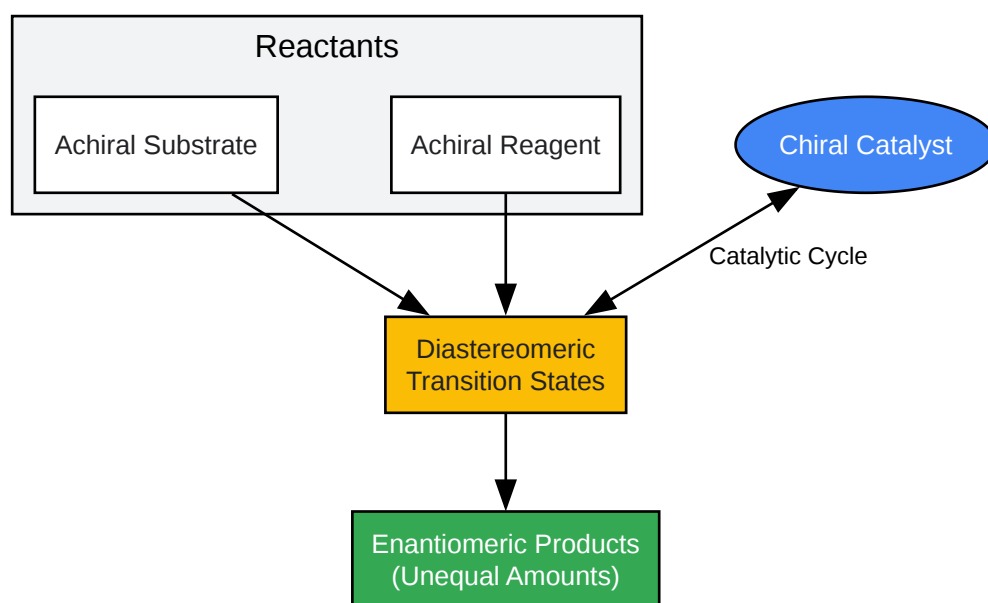 Reactants
Achiral Substrate
Achiral Reagent
Chiral Catalyst
Catalytic Cycle
Diastereomeric
Transition States
Enantiomeric Products
(Unequal Amounts)